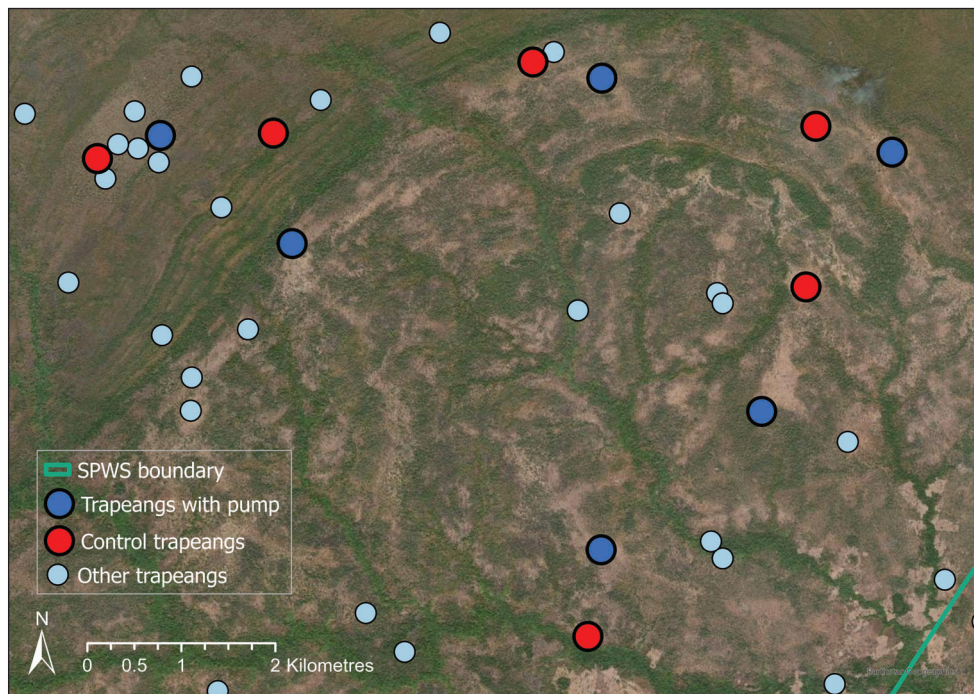 SPWS boundary
Trapeangs with pump
Control trapeangs
Other trapeangs
N
0 0.5 1 2 Kilometres